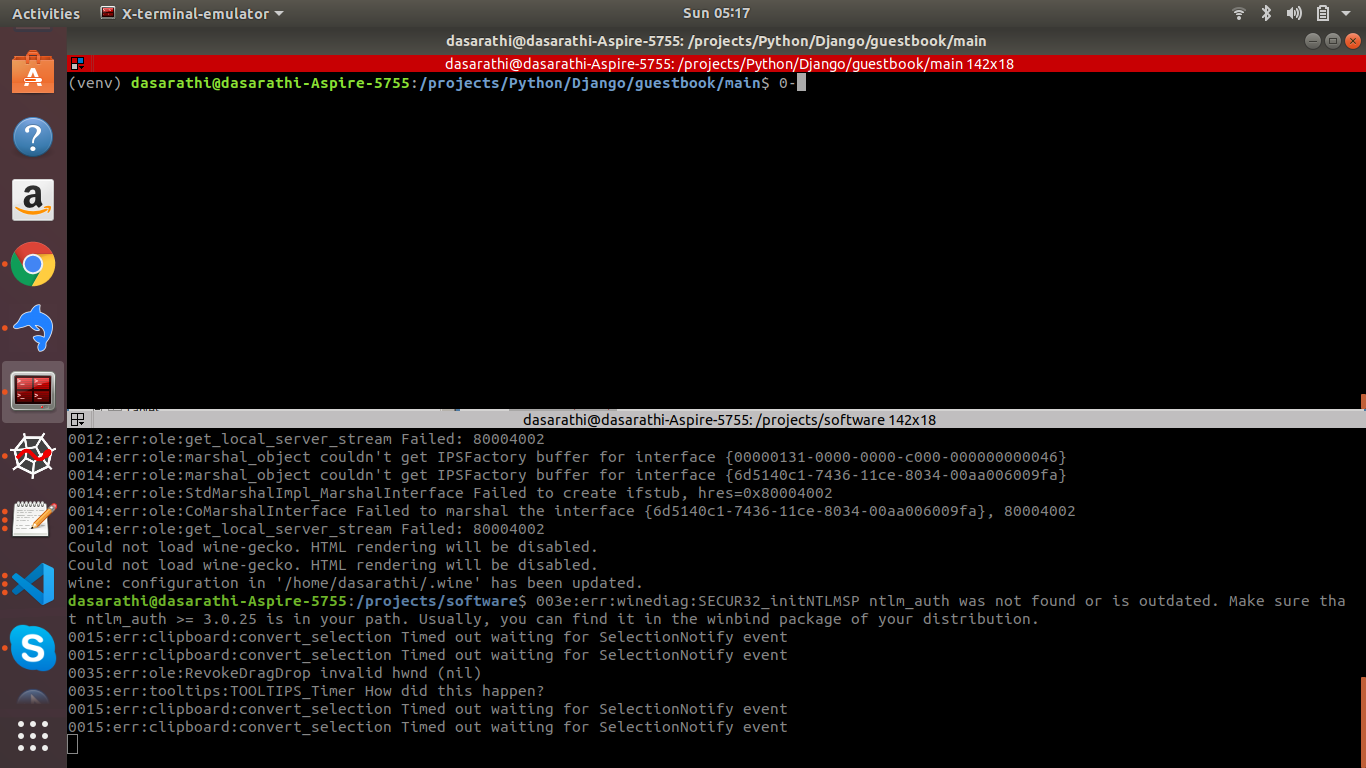 Activities X-terminal-emulator Sun 05:17
dasarathi@dasarathi-Aspire-5755: /projects/Python/Django/guestbook/main
dasarathi@dasarathi-Aspire-5755: /projects/Python/Django/guestbook/main 142x18
(venv) dasarathi@dasarathi-Aspire-5755:/projects/Python/Django/guestbook/main$ 0-
dasarathi@dasarathi-Aspire-5755: /projects/software 142x18
0012:err:ole:get_local_server_stream Failed: 80004002
0014:err:ole:marshal_object couldn't get IPSFactory buffer for interface {00000131-0000-0000-c000-000000000046}
0014:err:ole:marshal_object couldn't get IPSFactory buffer for interface {6d5140c1-7436-11ce-8034-00aa006009fa}
0014:err:ole:StdMarshalImpl_MarshalInterface Failed to create ifstub, hres=0x80004002
0014:err:ole:CoMarshalInterface Failed to marshal the interface {6d5140c1-7436-11ce-8034-00aa006009fa}, 80004002
0014:err:ole:get_local_server_stream Failed: 80004002
Could not load wine-gecko. HTML rendering will be disabled.
Could not load wine-gecko. HTML rendering will be disabled.
wine: configuration in '/home/dasarathi/.wine' has been updated.
dasarathi@dasarathi-Aspire-5755:/projects/software$ 003e:err:winediag:SECUR32_initNTLMSP ntlm_auth was not found or is outdated. Make sure tha
t ntlm_auth >= 3.0.25 is in your path. Usually, you can find it in the winbind package of your distribution.
0015:err:clipboard:convert_selection Timed out waiting for SelectionNotify event
0015:err:clipboard:convert_selection Timed out waiting for SelectionNotify event
0035:err:ole:RevokeDragDrop invalid hwnd (nil)
0035:err:tooltips:TOOLTIPS_Timer How did this happen?
0015:err:clipboard:convert_selection Timed out waiting for SelectionNotify event
0015:err:clipboard:convert_selection Timed out waiting for SelectionNotify event